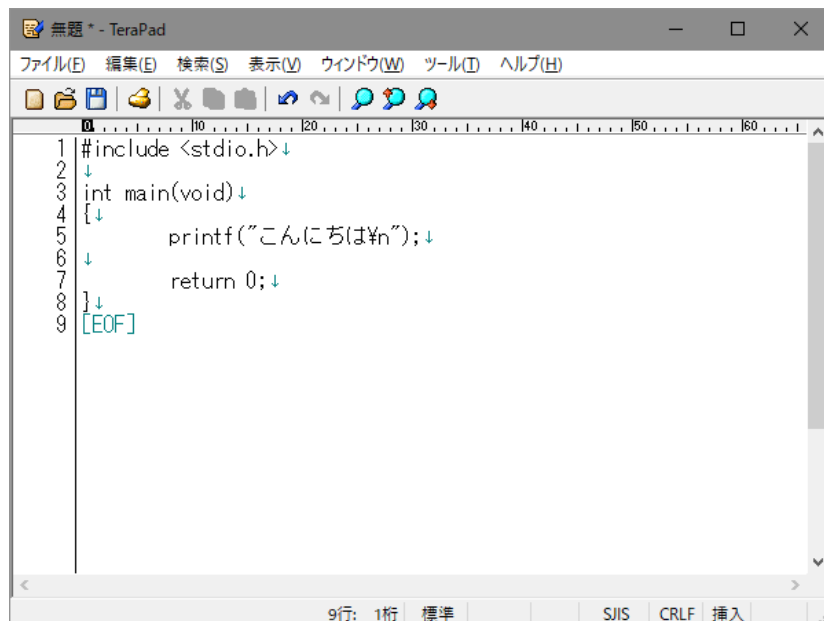 無題 * - TeraPad
ファイル(F) 編集(E) 検索(S) 表示(V) ウィンドウ(W) ツール(T) ヘルプ(H)
0 10 20 30 40 50 60
1 #include <stdio.h>↓
2 ↓
3 int main(void)↓
4 {↓
5 printf("こんにちは¥n");↓
6 ↓
7 return 0;↓
8 }↓
9 [EOF]
9行: 1桁 標準 SJIS CRLF 挿入